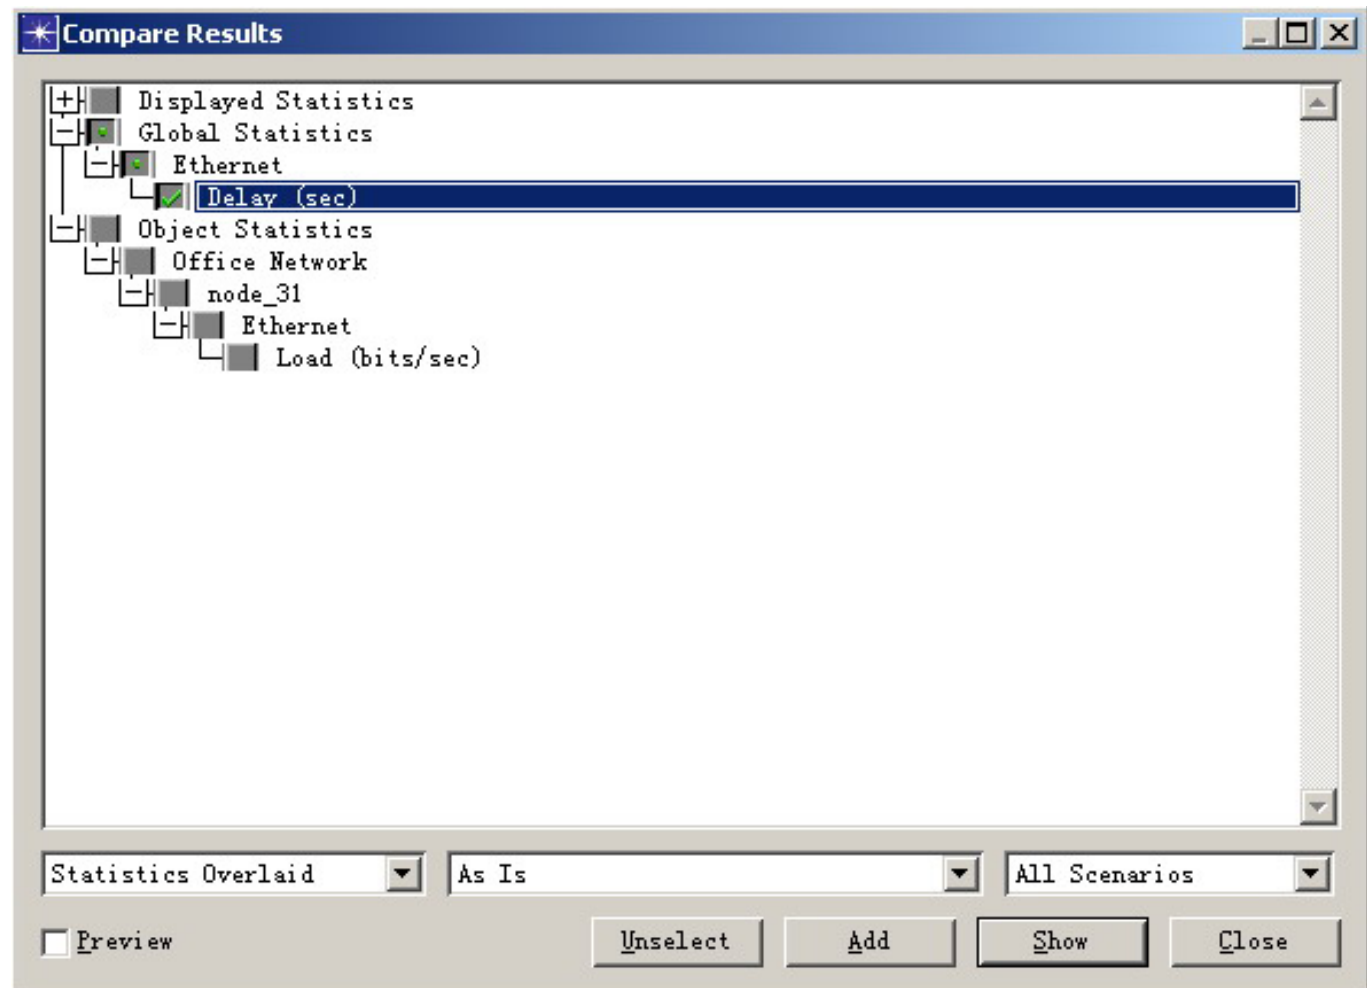 Compare Results
Displayed Statistics
Global Statistics
Ethernet
Delay (sec)
Object Statistics
Office Network
node_31
Ethernet
Load (bits/sec)
Statistics Overlaid As Is All Scenarios
Preview Unselect Add Show Close